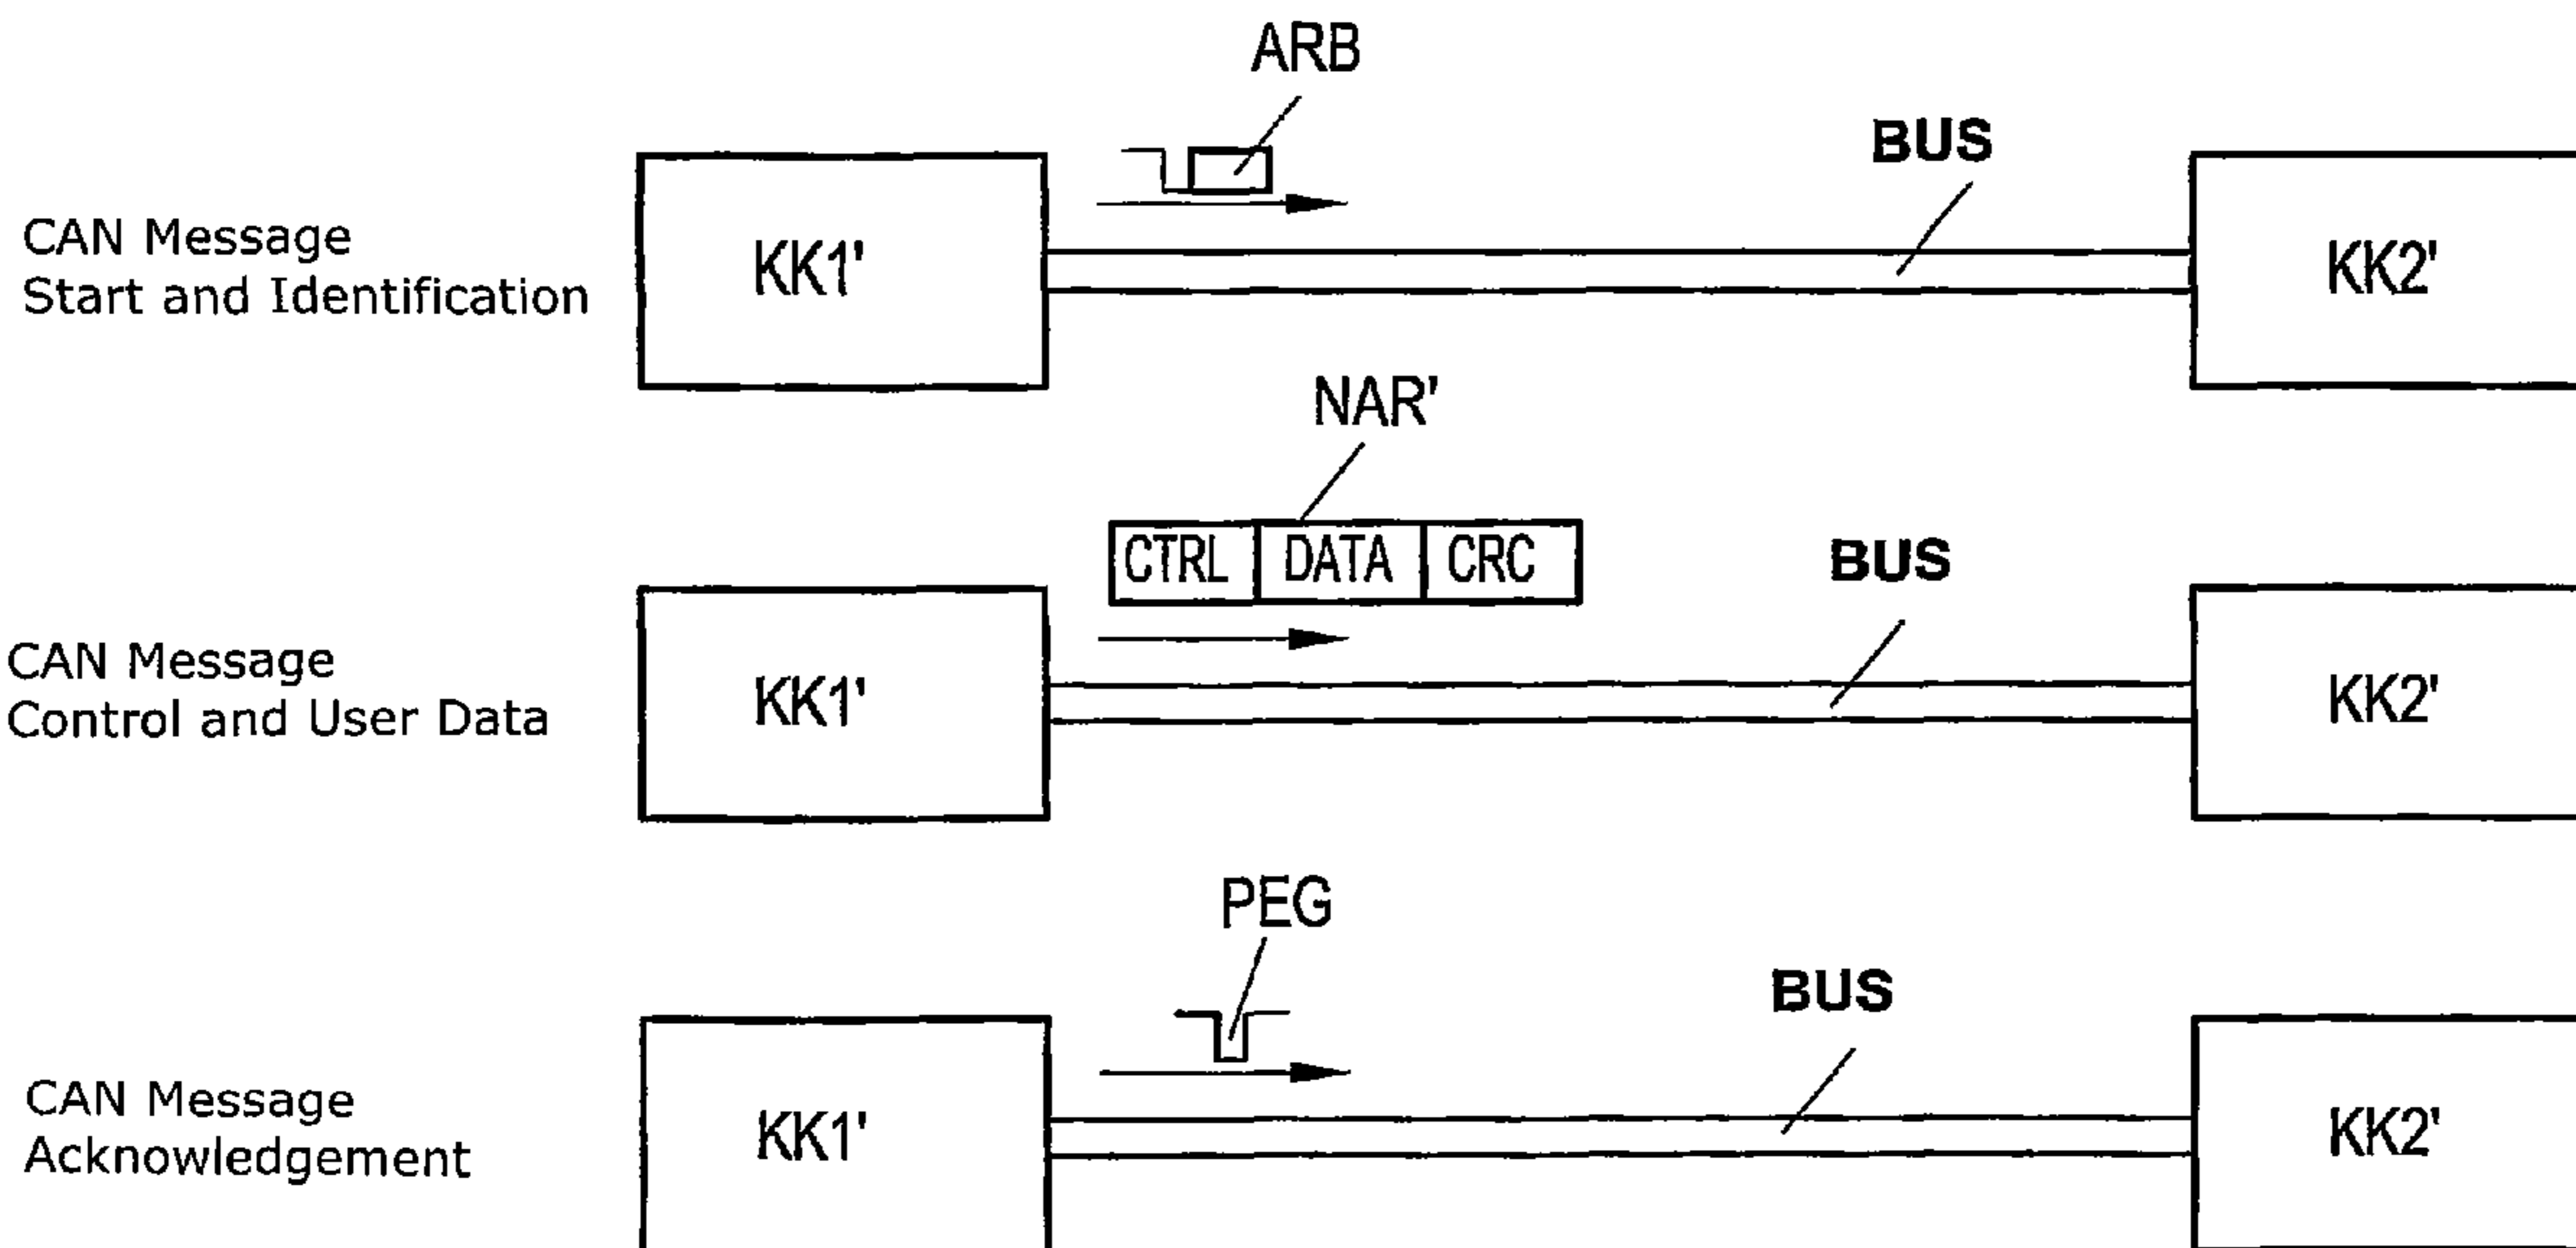 ARB
BUS
CAN Message
Start and Identification
KK1'
KK2'
NAR'
CTRL DATA CRC
BUS
CAN Message
Control and User Data
KK1'
KK2'
PEG
BUS
CAN Message
Acknowledgement
KK1'
KK2'